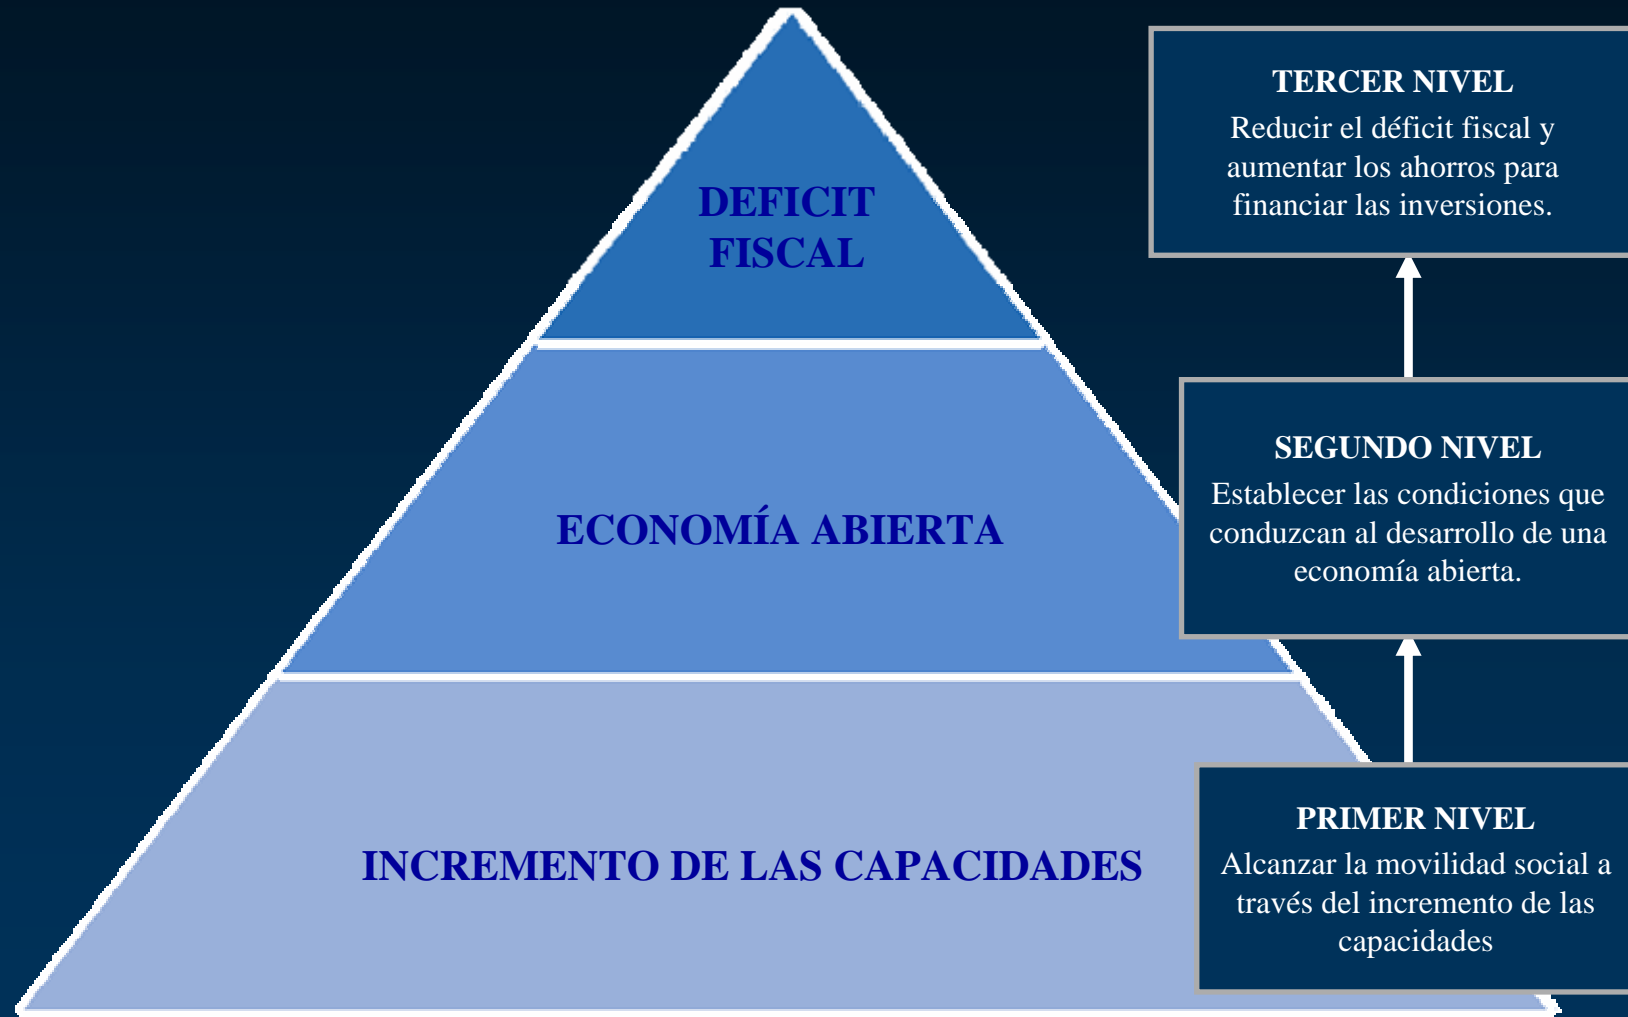 DEFICIT
FISCAL
TERCER NIVEL
Reducir el déficit fiscal y
aumentar los ahorros para
financiar las inversiones.
ECONOMÍA ABIERTA
SEGUNDO NIVEL
Establecer las condiciones que
conduzcan al desarrollo de una
economía abierta.
INCREMENTO DE LAS CAPACIDADES
PRIMER NIVEL
Alcanzar la movilidad social a
través del incremento de las
capacidades